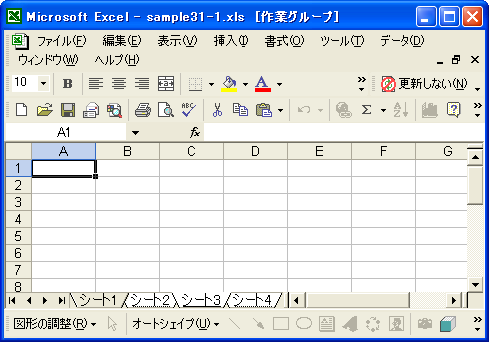 Microsoft Excel - sample31-1.xls [作業グループ]
ファイル(F) 編集(E) 表示(V) 挿入(I) 書式(O) ツール(T) データ(D)
ウィンドウ(W) ヘルプ(H)
10 B A 更新しない(N)
ABC Σ A Z
A1 fx
A B C D E F G
1
2
3
4
5
6
7
8
シート1 シート2 シート3 シート4
図形の調整(R) オートシェイプ(U) A